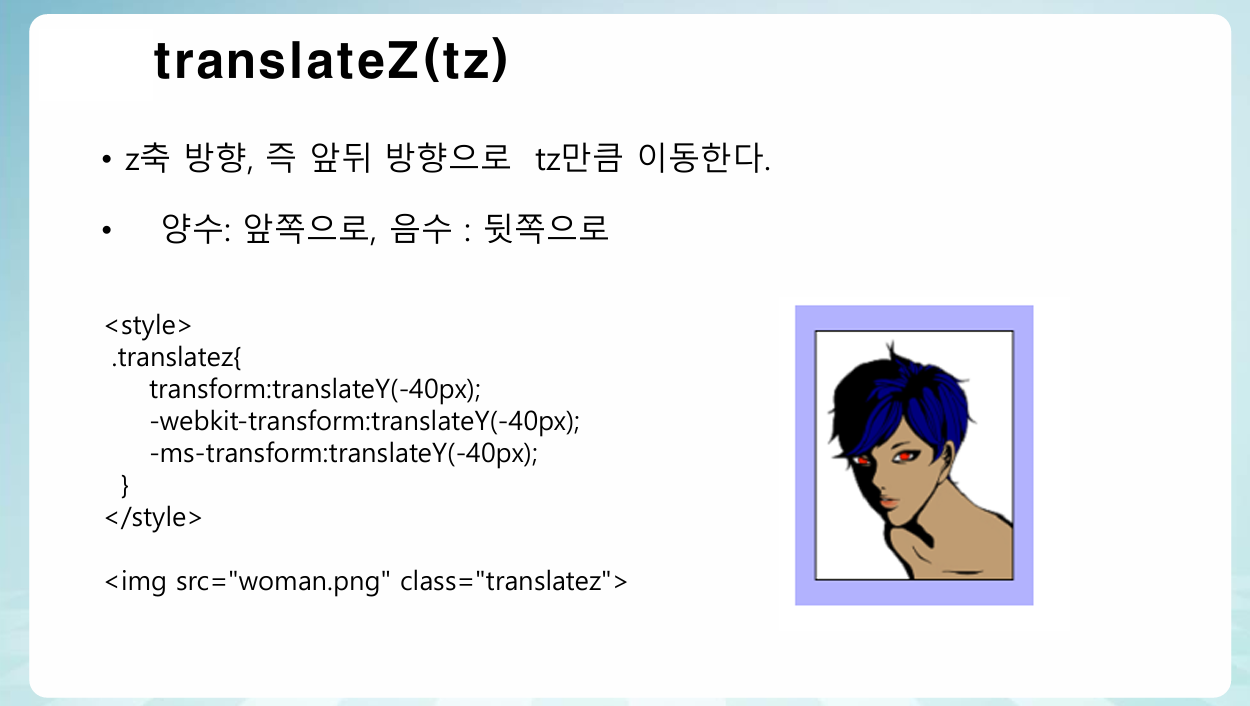 translateZ(tz)
• z축 방향, 즉 앞뒤 방향으로 tz만큼 이동한다.
• 양수: 앞쪽으로, 음수 : 뒷쪽으로
<style>
.translatez{
transform:translateY(-40px);
-webkit-transform:translateY(-40px);
-ms-transform:translateY(-40px);
}
</style>
<img src="woman.png" class="translatez">